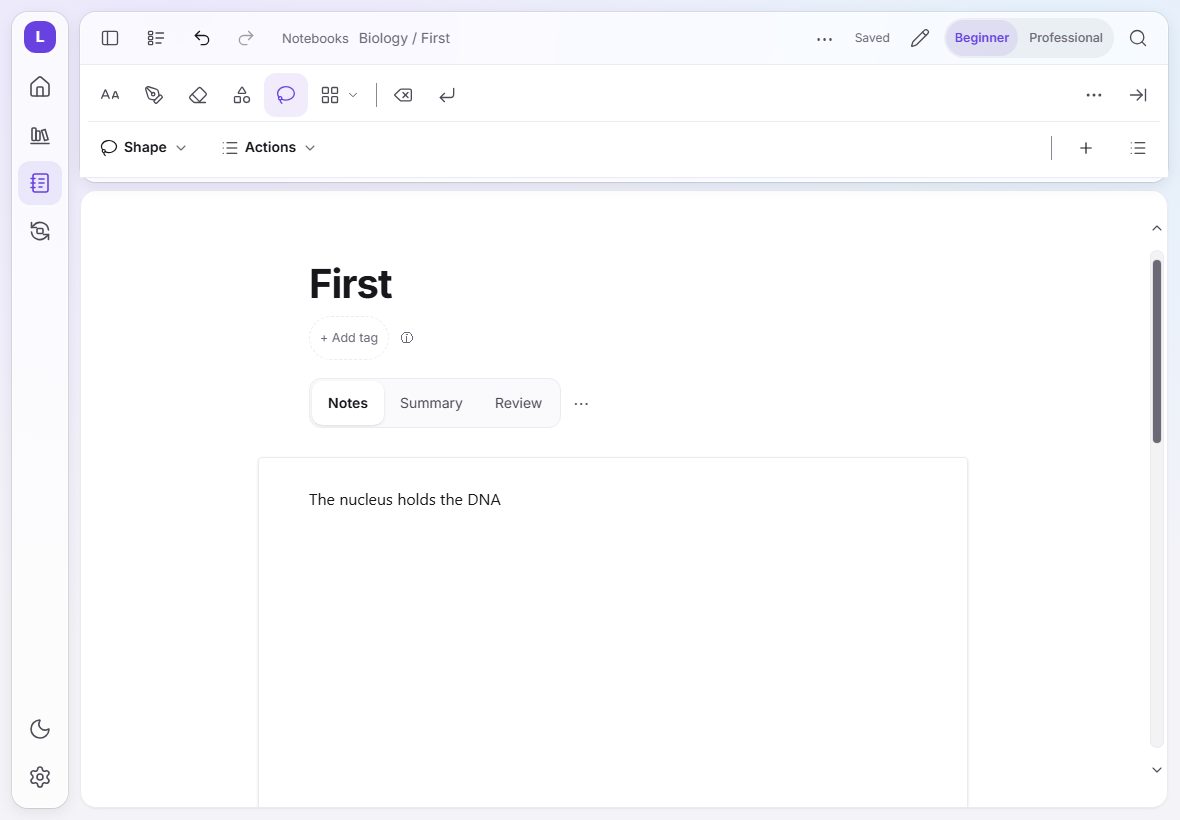 L
Notebooks Biology / First
Saved
Beginner Professional
AA
Shape Actions
First
+ Add tag
Notes Summary Review
The nucleus holds the DNA